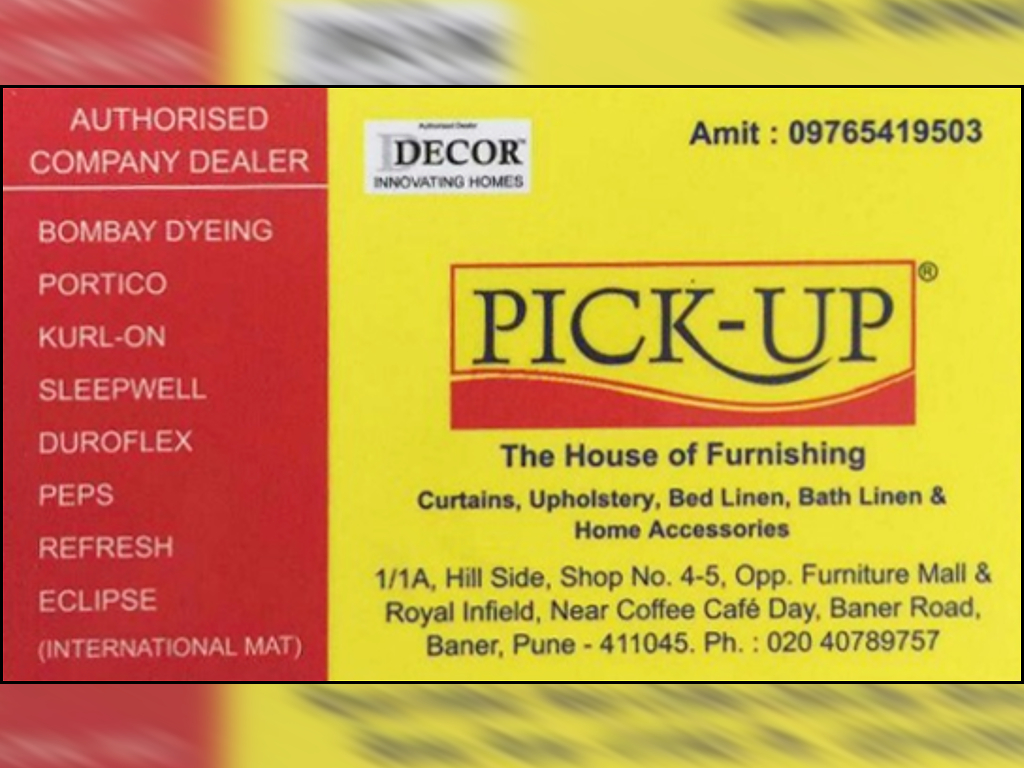 AUTHORISED
COMPANY DEALER
BOMBAY DYEING
PORTICO
KURL-ON
SLEEPWELL
DUROFLEX
PEPS
REFRESH
ECLIPSE
(INTERNATIONAL MAT)
Authorised Dealer
DDECOR™
INNOVATING HOMES
Amit : 09765419503
PICK-UP®
The House of Furnishing
Curtains, Upholstery, Bed Linen, Bath Linen &
Home Accessories
1/1A, Hill Side, Shop No. 4-5, Opp. Furniture Mall &
Royal Infield, Near Coffee Café Day, Baner Road,
Baner, Pune - 411045. Ph. : 020 40789757